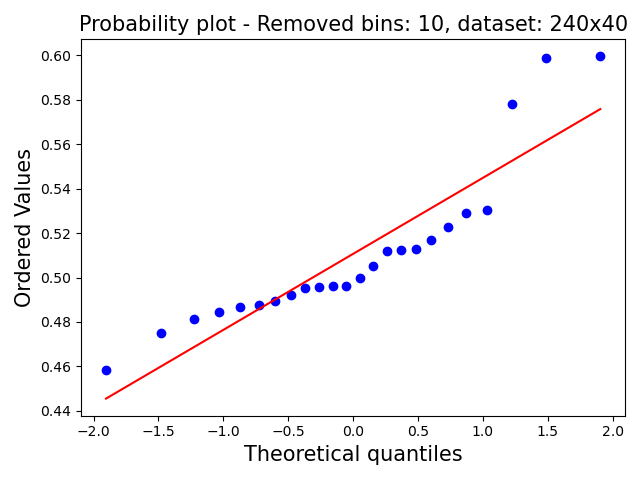 Probability plot - Removed bins: 10, dataset: 240x40
Ordered Values
0.60
0.58
0.56
0.54
0.52
0.50
0.48
0.46
0.44
−2.0 −1.5 −1.0 −0.5 0.0 0.5 1.0 1.5 2.0
Theoretical quantiles